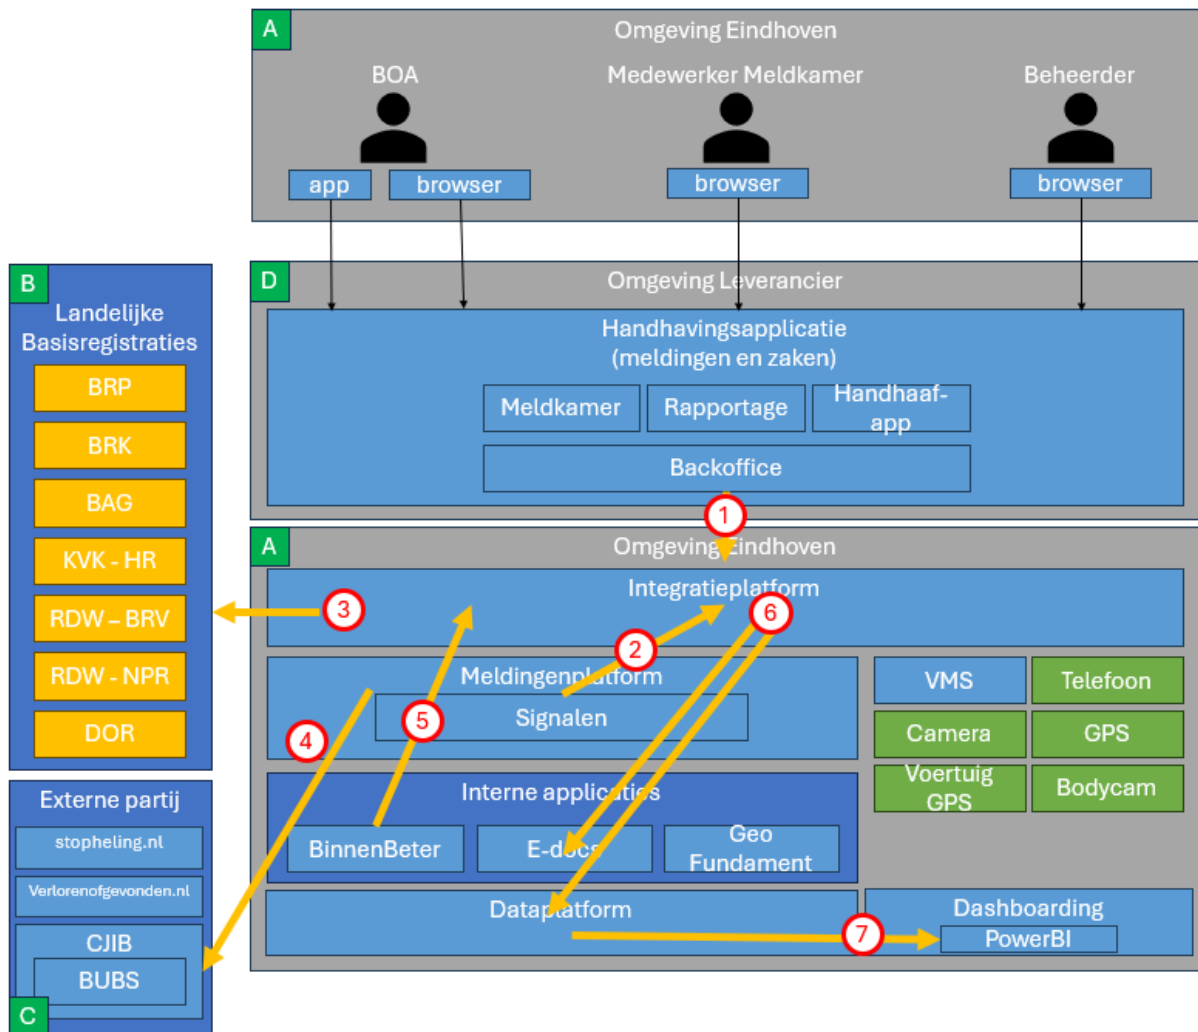 A
Omgeving Eindhoven
BOA
Medewerker Meldkamer
Beheerder
app
browser
browser
browser
D
Omgeving Leverancier
Handhavingsapplicatie
(meldingen en zaken)
Meldkamer
Rapportage
Handhaaf-
app
Backoffice
1
B
Landelijke
Basisregistraties
BRP
BRK
BAG
KVK - HR
RDW – BRV
RDW - NPR
DOR
A
Omgeving Eindhoven
Integratieplatform
3
6
2
Meldingenplatform
Signalen
5
4
VMS
Telefoon
Camera
GPS
Voertuig
GPS
Bodycam
Interne applicaties
BinnenBeter
E-docs
Geo
Fundament
Dataplatform
7
Dashboarding
PowerBI
Externe partij
stopheling.nl
Verlorenofgevonden.nl
CJIB
BUBS
C